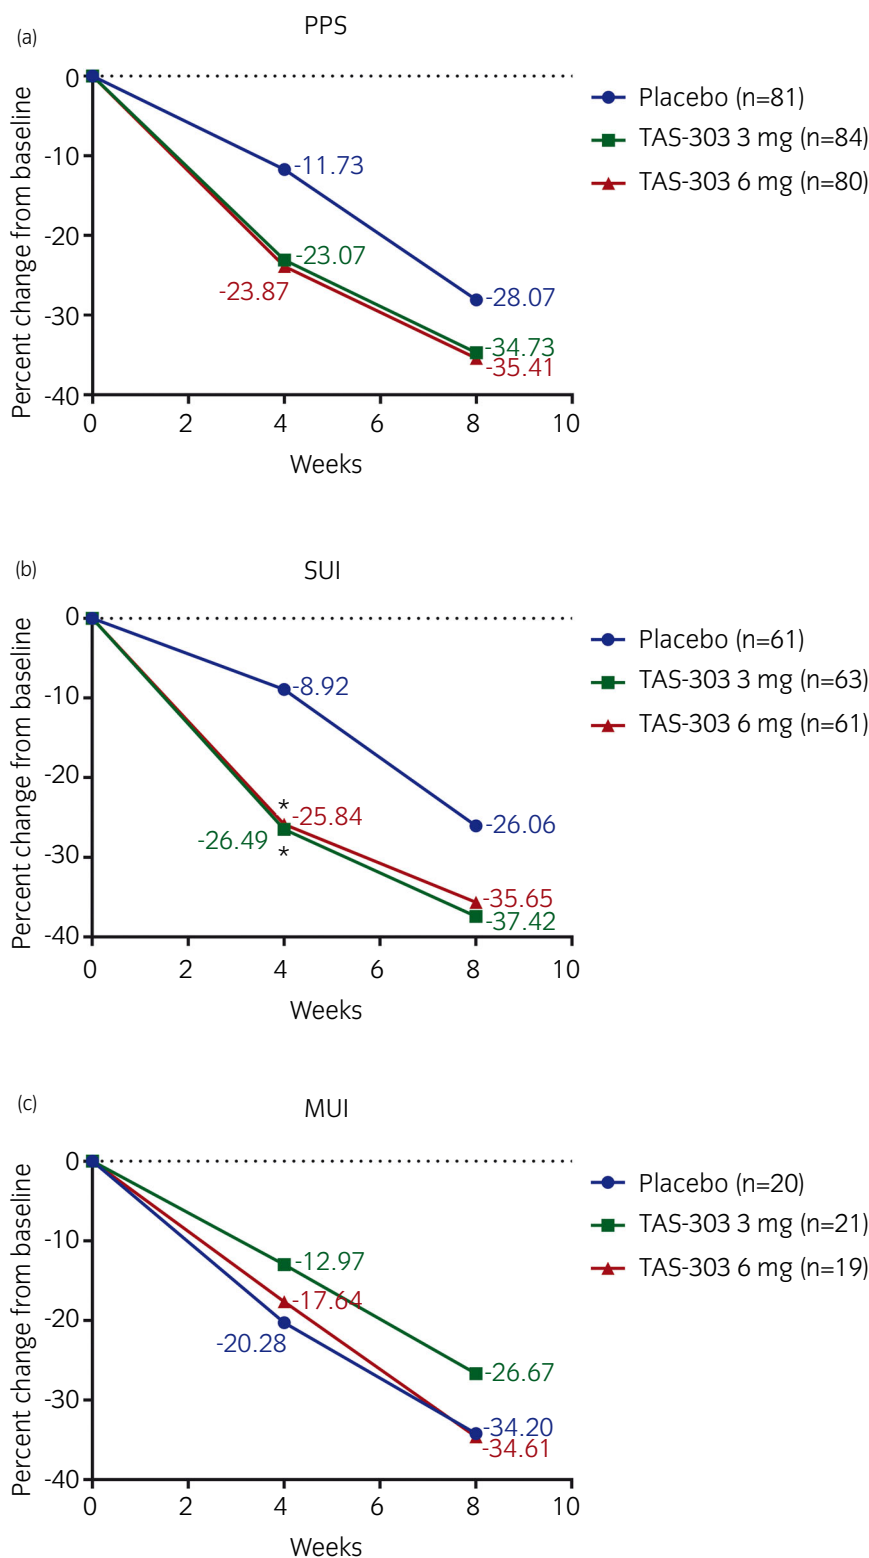 (a)
PPS
Percent change from baseline
0
-10
-20
-30
-40
-11.73
-23.07
-23.87
-28.07
-34.73
-35.41
0 2 4 6 8 10
Weeks
Placebo (n=81)
TAS-303 3 mg (n=84)
TAS-303 6 mg (n=80)
(b)
SUI
Percent change from baseline
0
-10
-20
-30
-40
-8.92
*
-25.84
-26.49
*
-26.06
-35.65
-37.42
0 2 4 6 8 10
Weeks
Placebo (n=61)
TAS-303 3 mg (n=63)
TAS-303 6 mg (n=61)
(c)
MUI
Percent change from baseline
0
-10
-20
-30
-40
-12.97
-17.64
-20.28
-26.67
-34.20
-34.61
0 2 4 6 8 10
Weeks
Placebo (n=20)
TAS-303 3 mg (n=21)
TAS-303 6 mg (n=19)